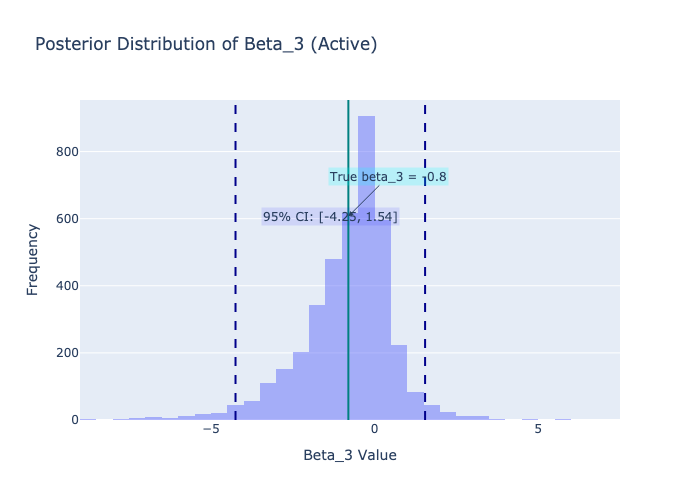 Posterior Distribution of Beta_3 (Active)
800
600
400
200
0
Frequency
True beta_3 = -0.8
95% CI: [-4.25, 1.54]
−5
0
5
Beta_3 Value